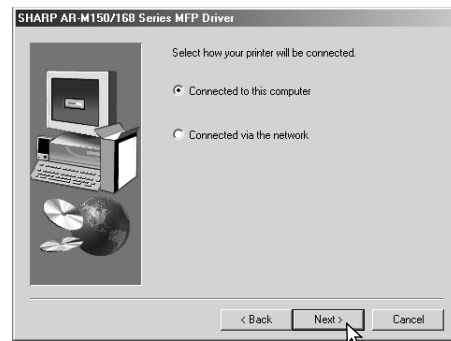 SHARP AR-M150/168 Series MFP Driver
Select how your printer will be connected.
Connected to this computer
Connected via the network
< Back Next > Cancel